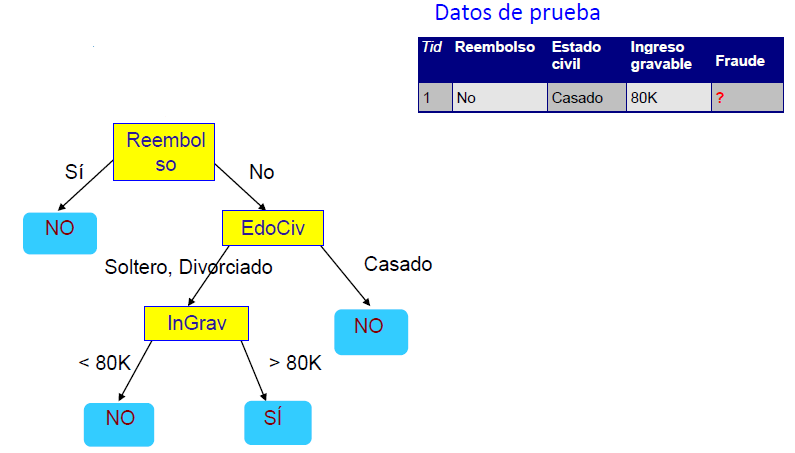 Datos de prueba
Tid Reembolso Estado civil Ingreso gravable Fraude
1 No Casado 80K ?
Reembol
so
Sí No
NO
EdoCiv
Soltero, Divorciado Casado
InGrav
NO
< 80K > 80K
NO SÍ